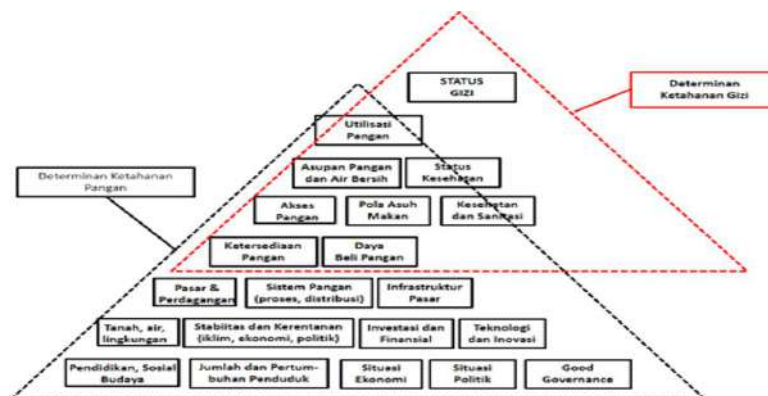 STATUS
GIZI
Determinan
Ketahanan Gizi
Utilisasi
Pangan
Determinan Ketahanan
Pangan
Asupan Pangan
dan Air Bersih
Status
Kesehatan
Akses
Pangan
Pola Asuh
Makan
Kesehatan
dan Sanitasi
Ketersediaan
Pangan
Daya
Beli Pangan
Pasar &
Perdagangan
Sistem Pangan
(proses, distribusi)
Infrastruktur
Pasar
Tanah, air,
lingkungan
Stabiitas dan Kerentanan
(iklim, ekonomi, politik)
Investasi dan
Finansial
Teknologi
dan Inovasi
Pendidikan, Sosial
Budaya
Jumlah dan Pertum-
buhan Penduduk
Situasi
Ekonomi
Situasi
Politik
Good
Governance